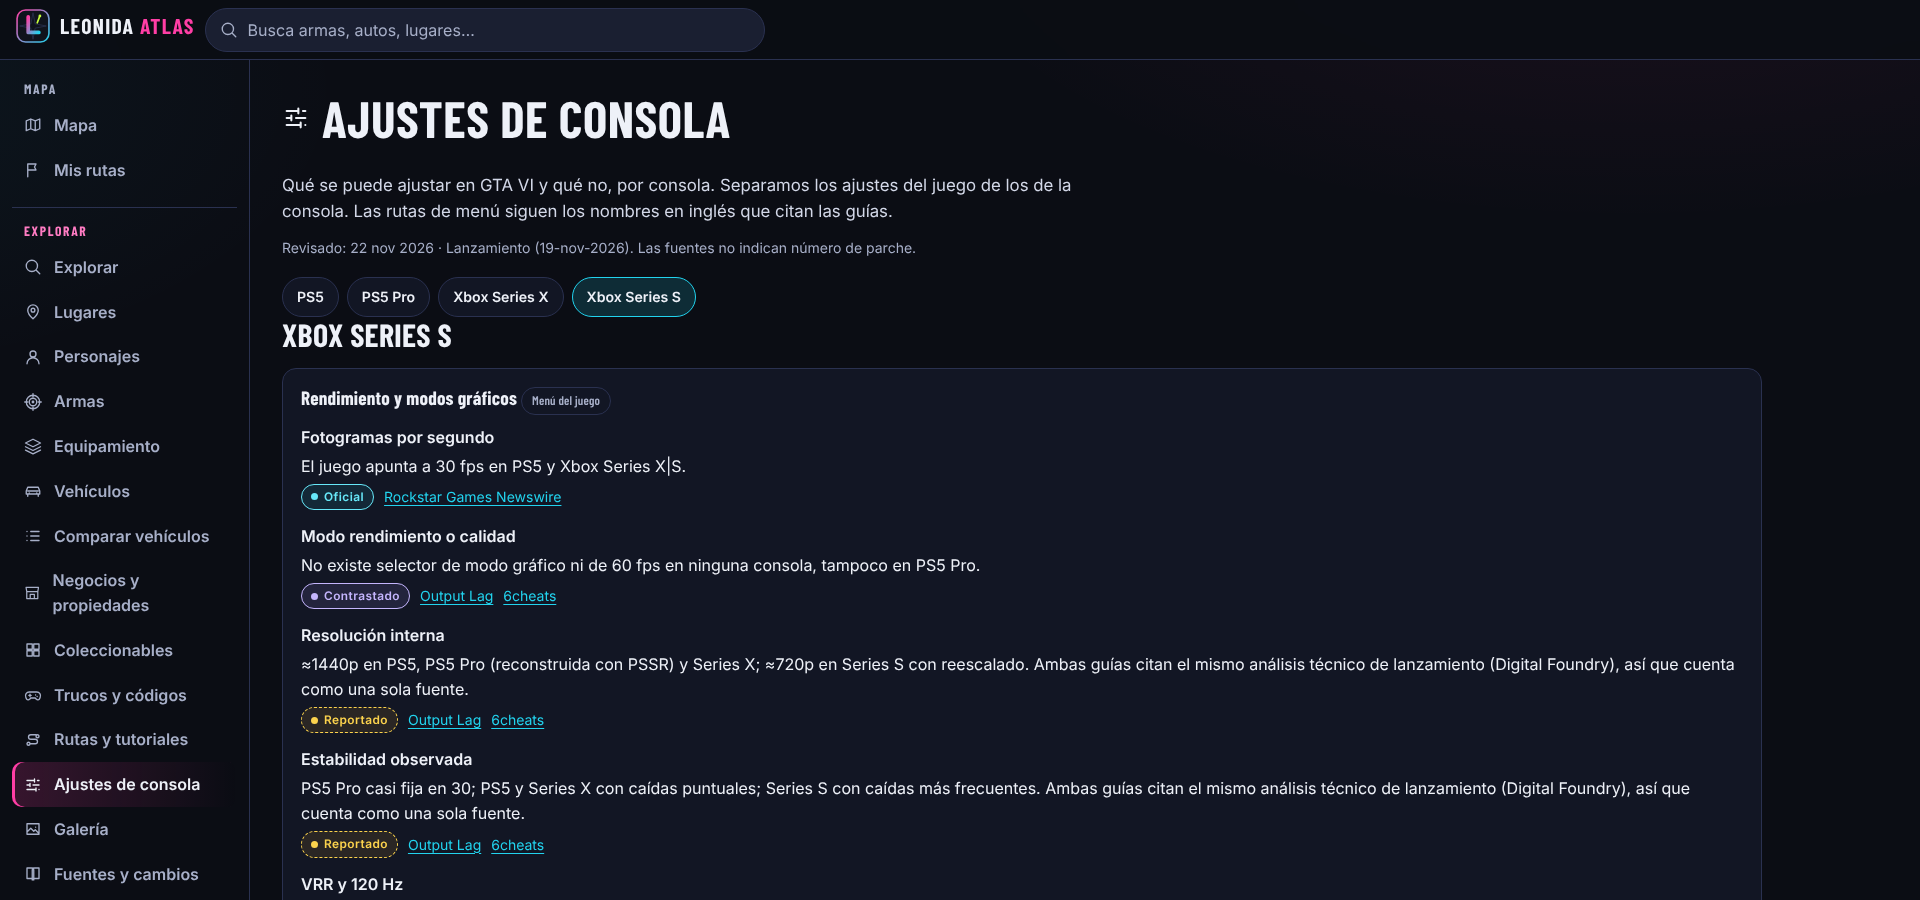 LEONIDA ATLAS
Busca armas, autos, lugares...
MAPA
Mapa
Mis rutas
EXPLORAR
Explorar
Lugares
Personajes
Armas
Equipamiento
Vehículos
Comparar vehículos
Negocios y
propiedades
Coleccionables
Trucos y códigos
Rutas y tutoriales
Ajustes de consola
Galería
Fuentes y cambios
AJUSTES DE CONSOLA
Qué se puede ajustar en GTA VI y qué no, por consola. Separamos los ajustes del juego de los de la
consola. Las rutas de menú siguen los nombres en inglés que citan las guías.
Revisado: 22 nov 2026 · Lanzamiento (19-nov-2026). Las fuentes no indican número de parche.
PS5 PS5 Pro Xbox Series X Xbox Series S
XBOX SERIES S
Rendimiento y modos gráficos Menú del juego
Fotogramas por segundo
El juego apunta a 30 fps en PS5 y Xbox Series X|S.
Oficial Rockstar Games Newswire
Modo rendimiento o calidad
No existe selector de modo gráfico ni de 60 fps en ninguna consola, tampoco en PS5 Pro.
Contrastado Output Lag 6cheats
Resolución interna
≈1440p en PS5, PS5 Pro (reconstruida con PSSR) y Series X; ≈720p en Series S con reescalado. Ambas guías citan el mismo análisis técnico de lanzamiento (Digital Foundry), así que cuenta
como una sola fuente.
Reportado Output Lag 6cheats
Estabilidad observada
PS5 Pro casi fija en 30; PS5 y Series X con caídas puntuales; Series S con caídas más frecuentes. Ambas guías citan el mismo análisis técnico de lanzamiento (Digital Foundry), así que
cuenta como una sola fuente.
Reportado Output Lag 6cheats
VRR y 120 Hz